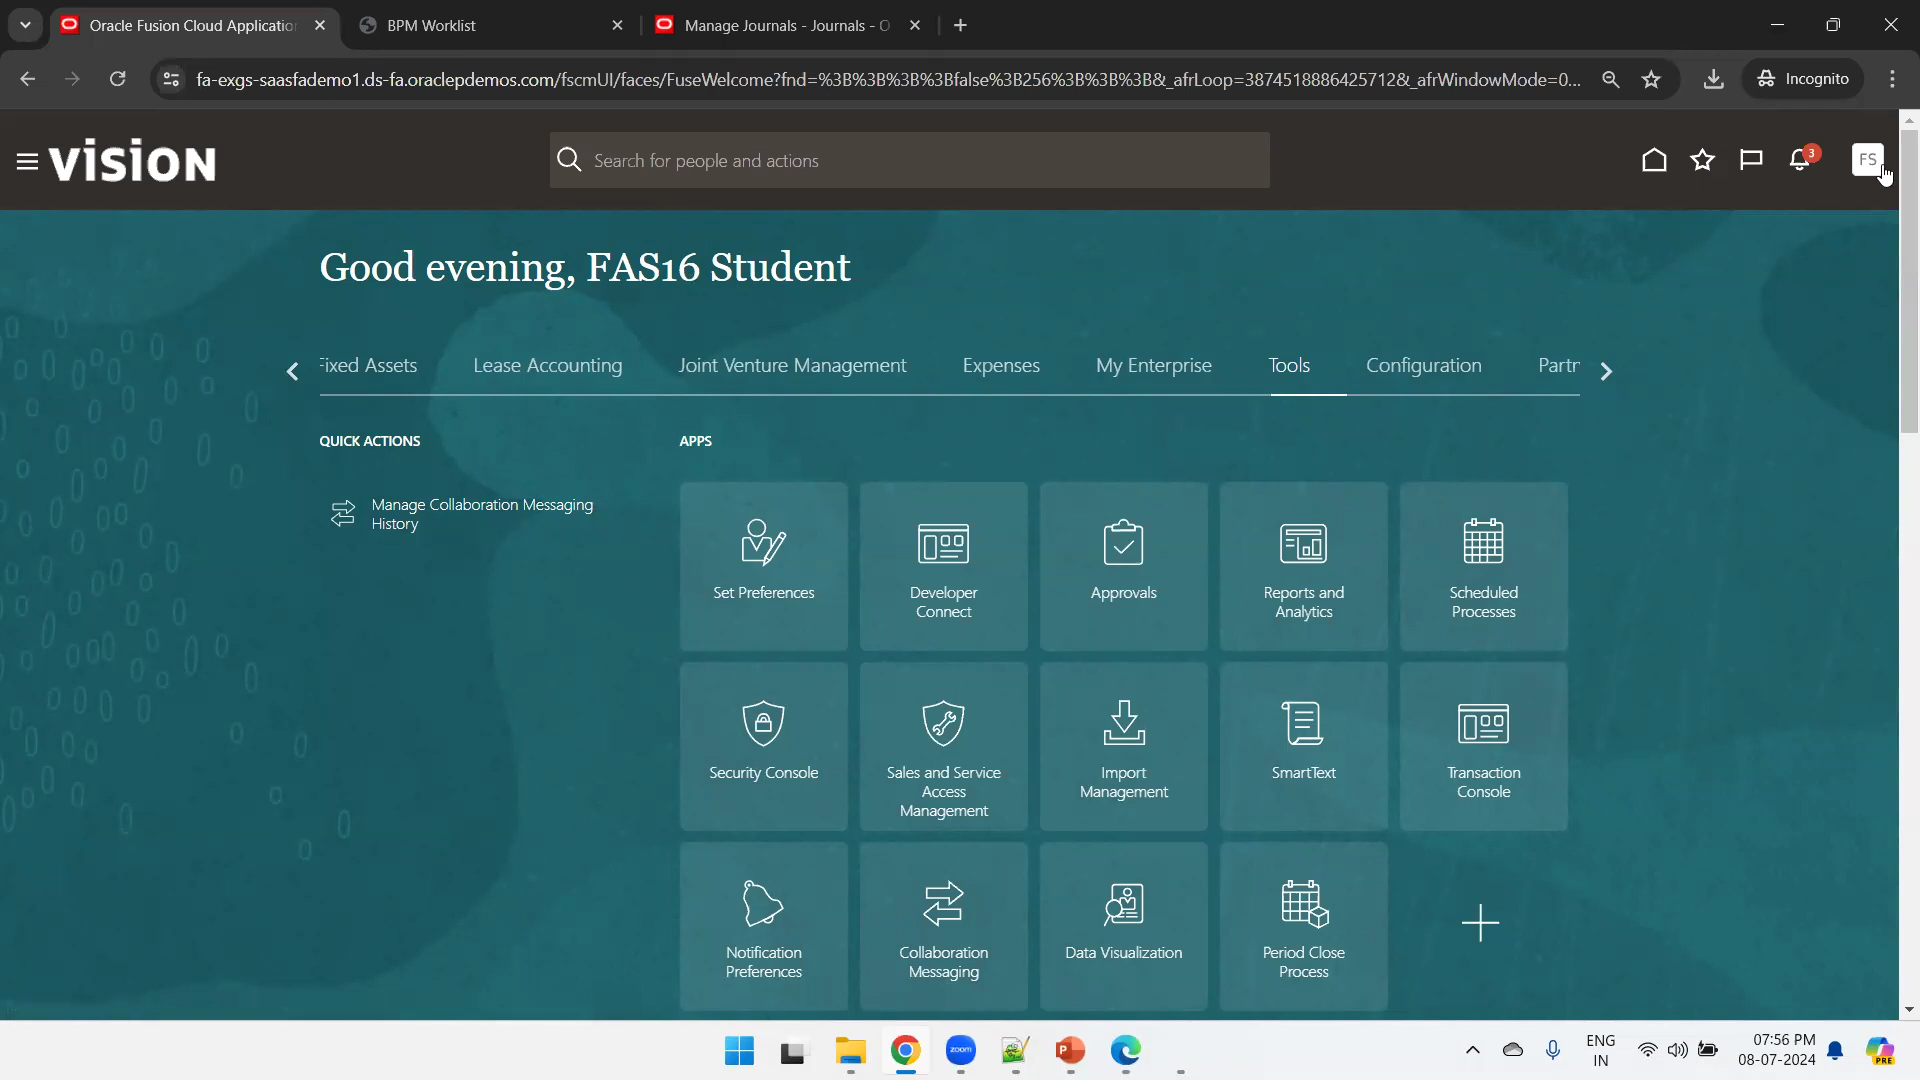 Oracle Fusion Cloud Applicatio
BPM Worklist
Manage Journals - Journals - O
fa-exgs-saasfademo1.ds-fa.oraclepdemos.com/fscmUI/faces/FuseWelcome?fnd=%3B%3B%3B%3Bfalse%3B256%3B%3B%3B&_afrLoop=3874518886425712&_afrWindowMode=0...
Incognito
VISION
Search for people and actions
3
FS
Good evening, FAS16 Student
Fixed Assets
Lease Accounting
Joint Venture Management
Expenses
My Enterprise
Tools
Configuration
Partn
QUICK ACTIONS
APPS
Manage Collaboration Messaging
History
Set Preferences
Developer
Connect
Approvals
Reports and
Analytics
Scheduled
Processes
Security Console
Sales and Service
Access
Management
Import
Management
SmartText
Transaction
Console
Notification
Preferences
Collaboration
Messaging
Data Visualization
Period Close
Process
zoom
ENG
IN
07:56 PM
08-07-2024
PRE